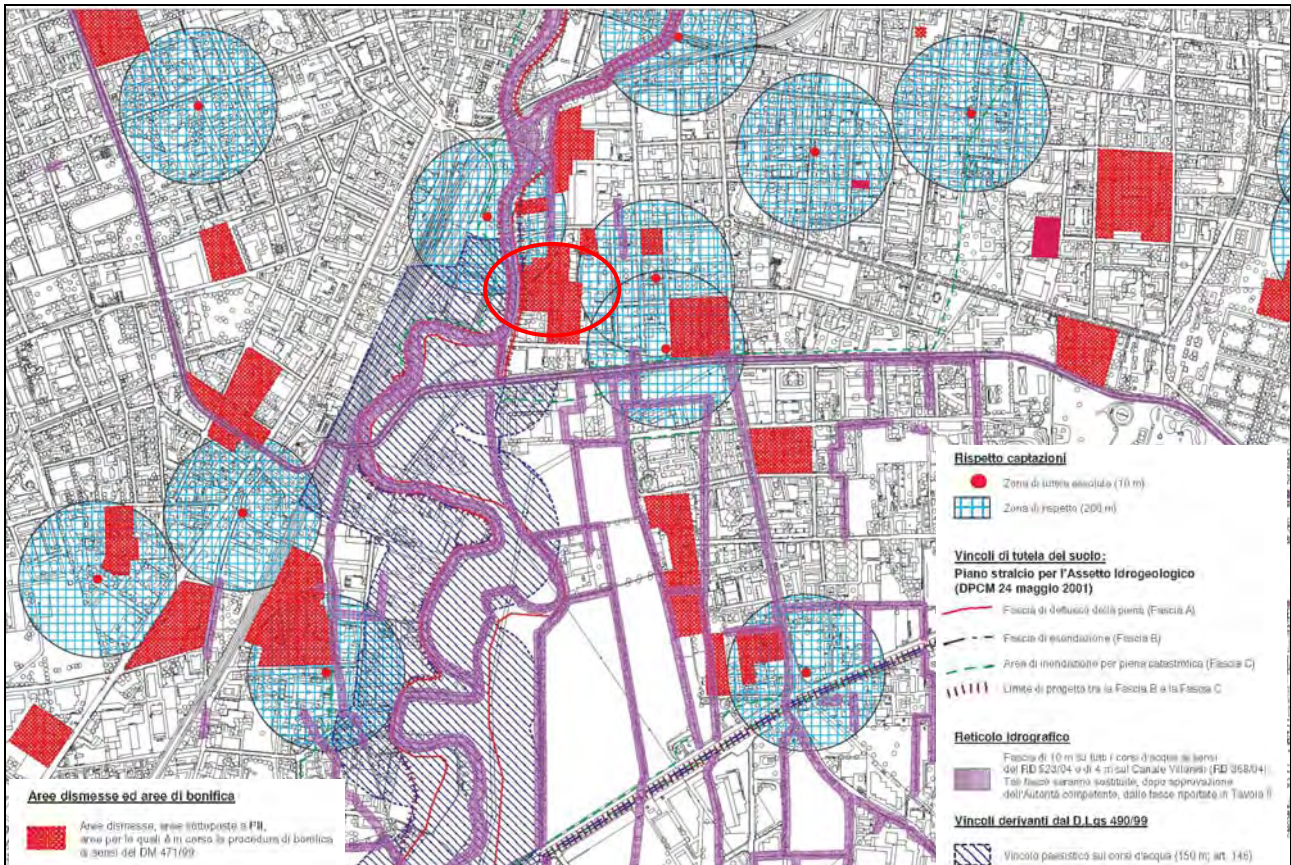 Rispetto captazioni
Zona di tutela assoluta (10 m)
Zona di rispetto (200 m)
Vincoli di tutela del suolo:
Piano stralcio per l'Assetto Idrogeologico
(DPCM 24 maggio 2001)
Fascia di deflusso della piena (Fascia A)
Fascia di esondazione (Fascia B)
Area di inondazione per piena catastrofica (Fascia C)
Limite di progetto tra la Fascia B e la Fascia C
Reticolo idrografico
Fascia di 10 m su tutti i corsi d'acqua ai sensi
del RD 523/04 e di 4 m sul Canale Villoresi (RD 368/04)
Tali fasce saranno sostituite, dopo approvazione
dell'Autorità competente, dalle fasce riportate in Tavola
Vincoli derivanti dal D.Lgs 490/99
Vincolo paesistico sui corsi d'acqua (150 m; art. 146)
Aree dismesse ed aree di bonifica
Aree dismesse, aree sottoposte a PII,
aree per le quali è in corso la procedura di bonifica
ai sensi del DM 471/99